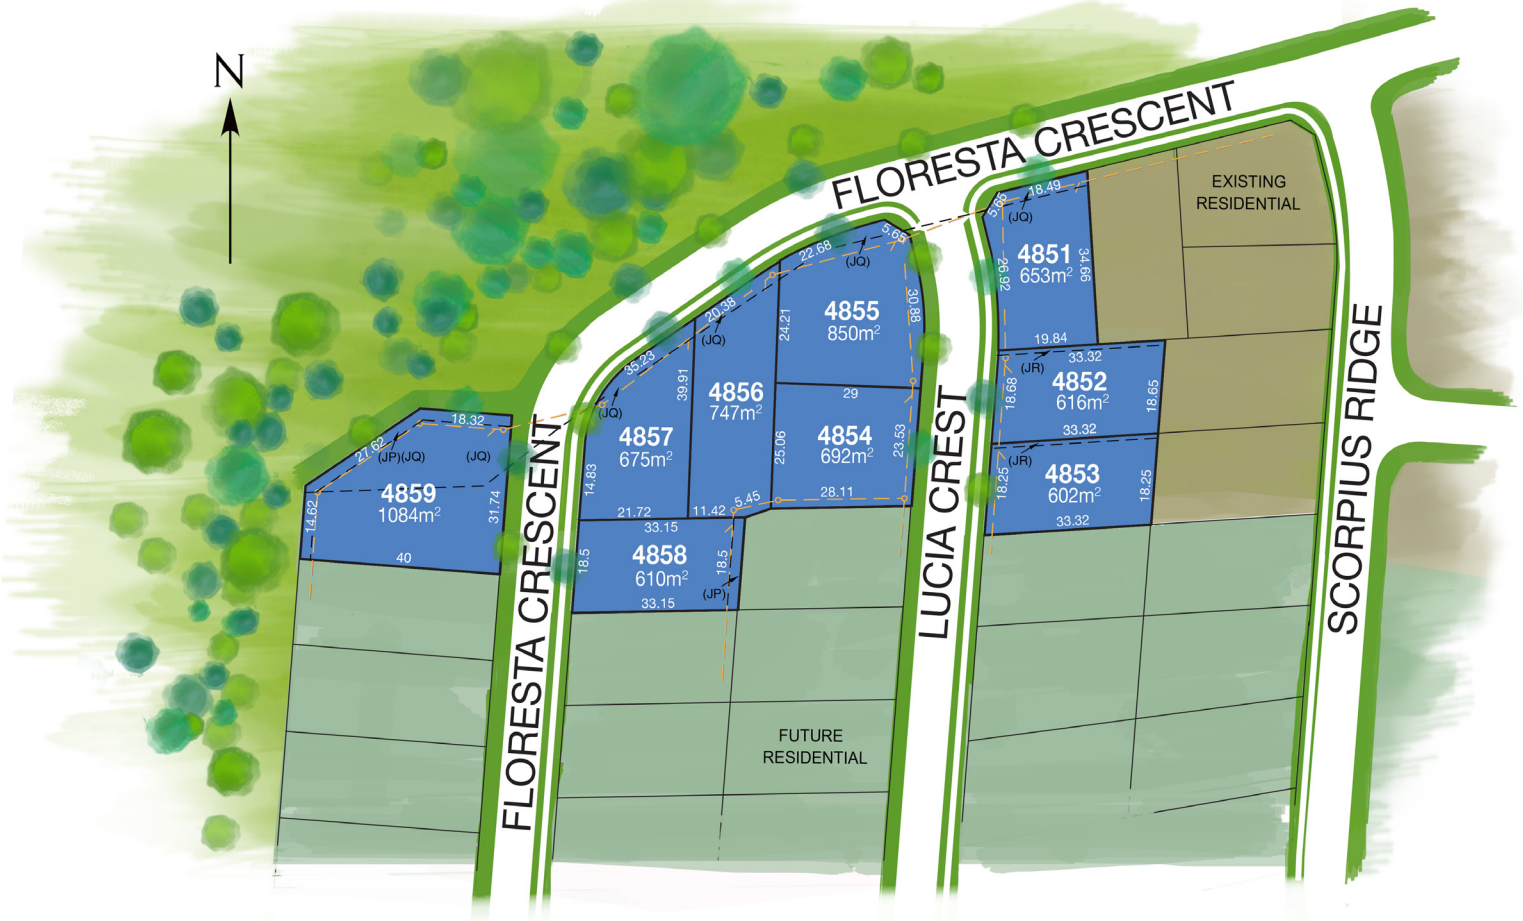 N
FLORESTA CRESCENT
EXISTING
RESIDENTIAL
5.65
18.49
(JQ)
4851
653m²
26.92
34.66
19.84
5.65
22.68
(JQ)
4855
850m²
30.88
24.21
20.38
(JQ)
35.23
(JQ)
39.91
4856
747m²
29
33.32
(JR)
4852
616m²
18.68
18.65
33.32
SCORPIUS RIDGE
4857
675m²
14.83
21.72
11.42
5.45
4854
692m²
25.06
23.53
28.11
LUCIA CREST
(JR)
4853
602m²
18.25
18.25
33.32
18.32
27.62
(JP)(JQ)
(JQ)
4859
1084m²
14.62
31.74
40
FLORESTA CRESCENT
33.15
4858
610m²
18.5
18.5
(JP)
33.15
FUTURE
RESIDENTIAL